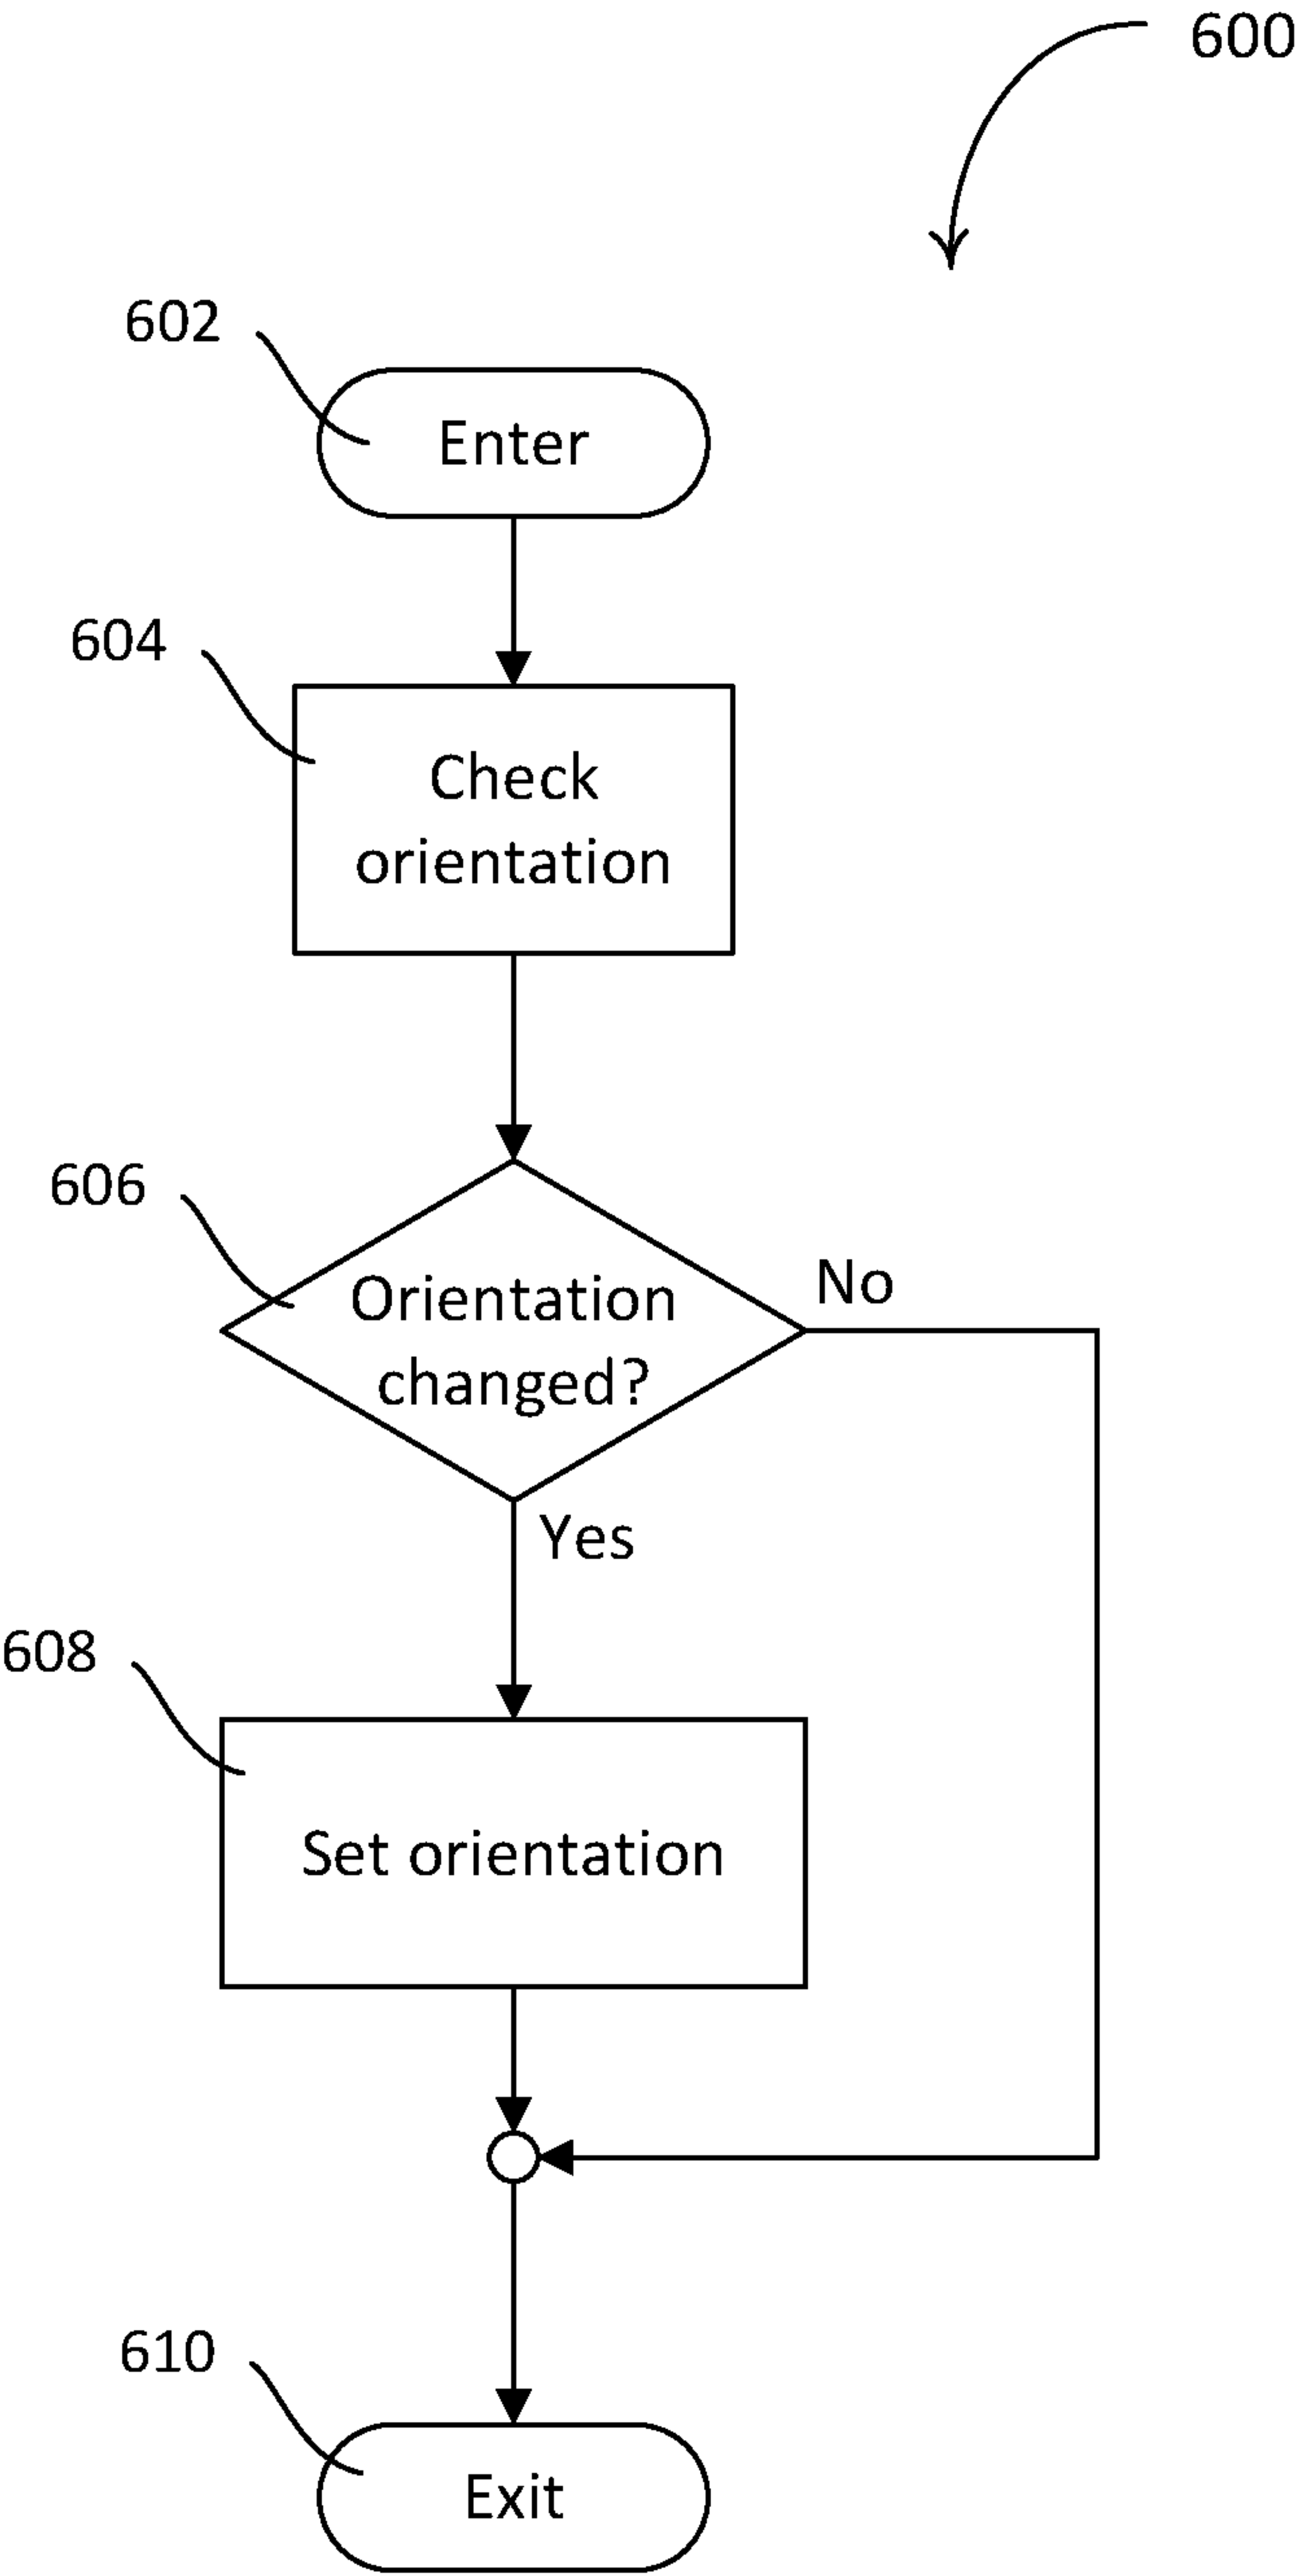 600
602
Enter
604
Check
orientation
606
Orientation
changed?
No
Yes
608
Set orientation
610
Exit